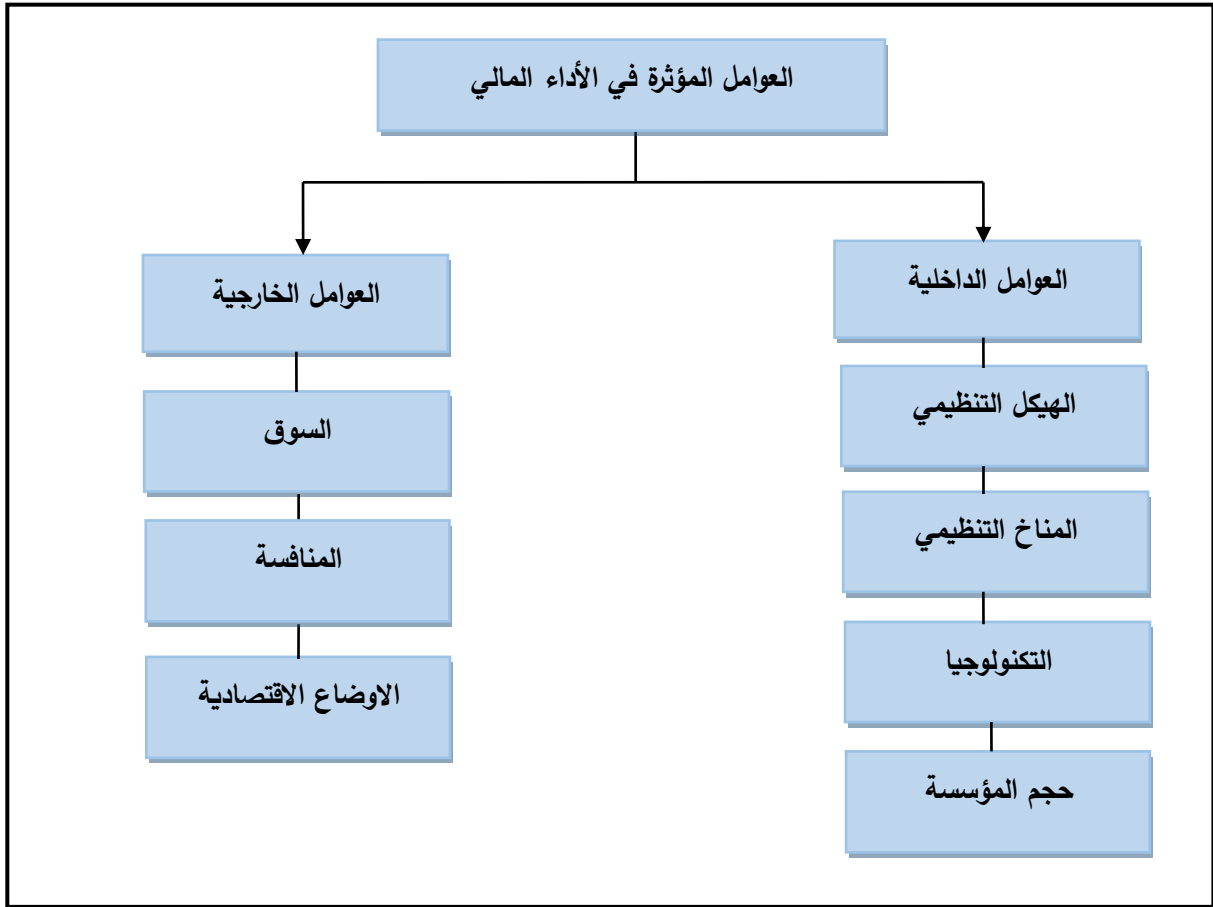 العوامل المؤثرة في الأداء المالي
العوامل الداخلية
الهيكل التنظيمي
المناخ التنظيمي
التكنولوجيا
حجم المؤسسة
العوامل الخارجية
السوق
المنافسة
الاوضاع الاقتصادية